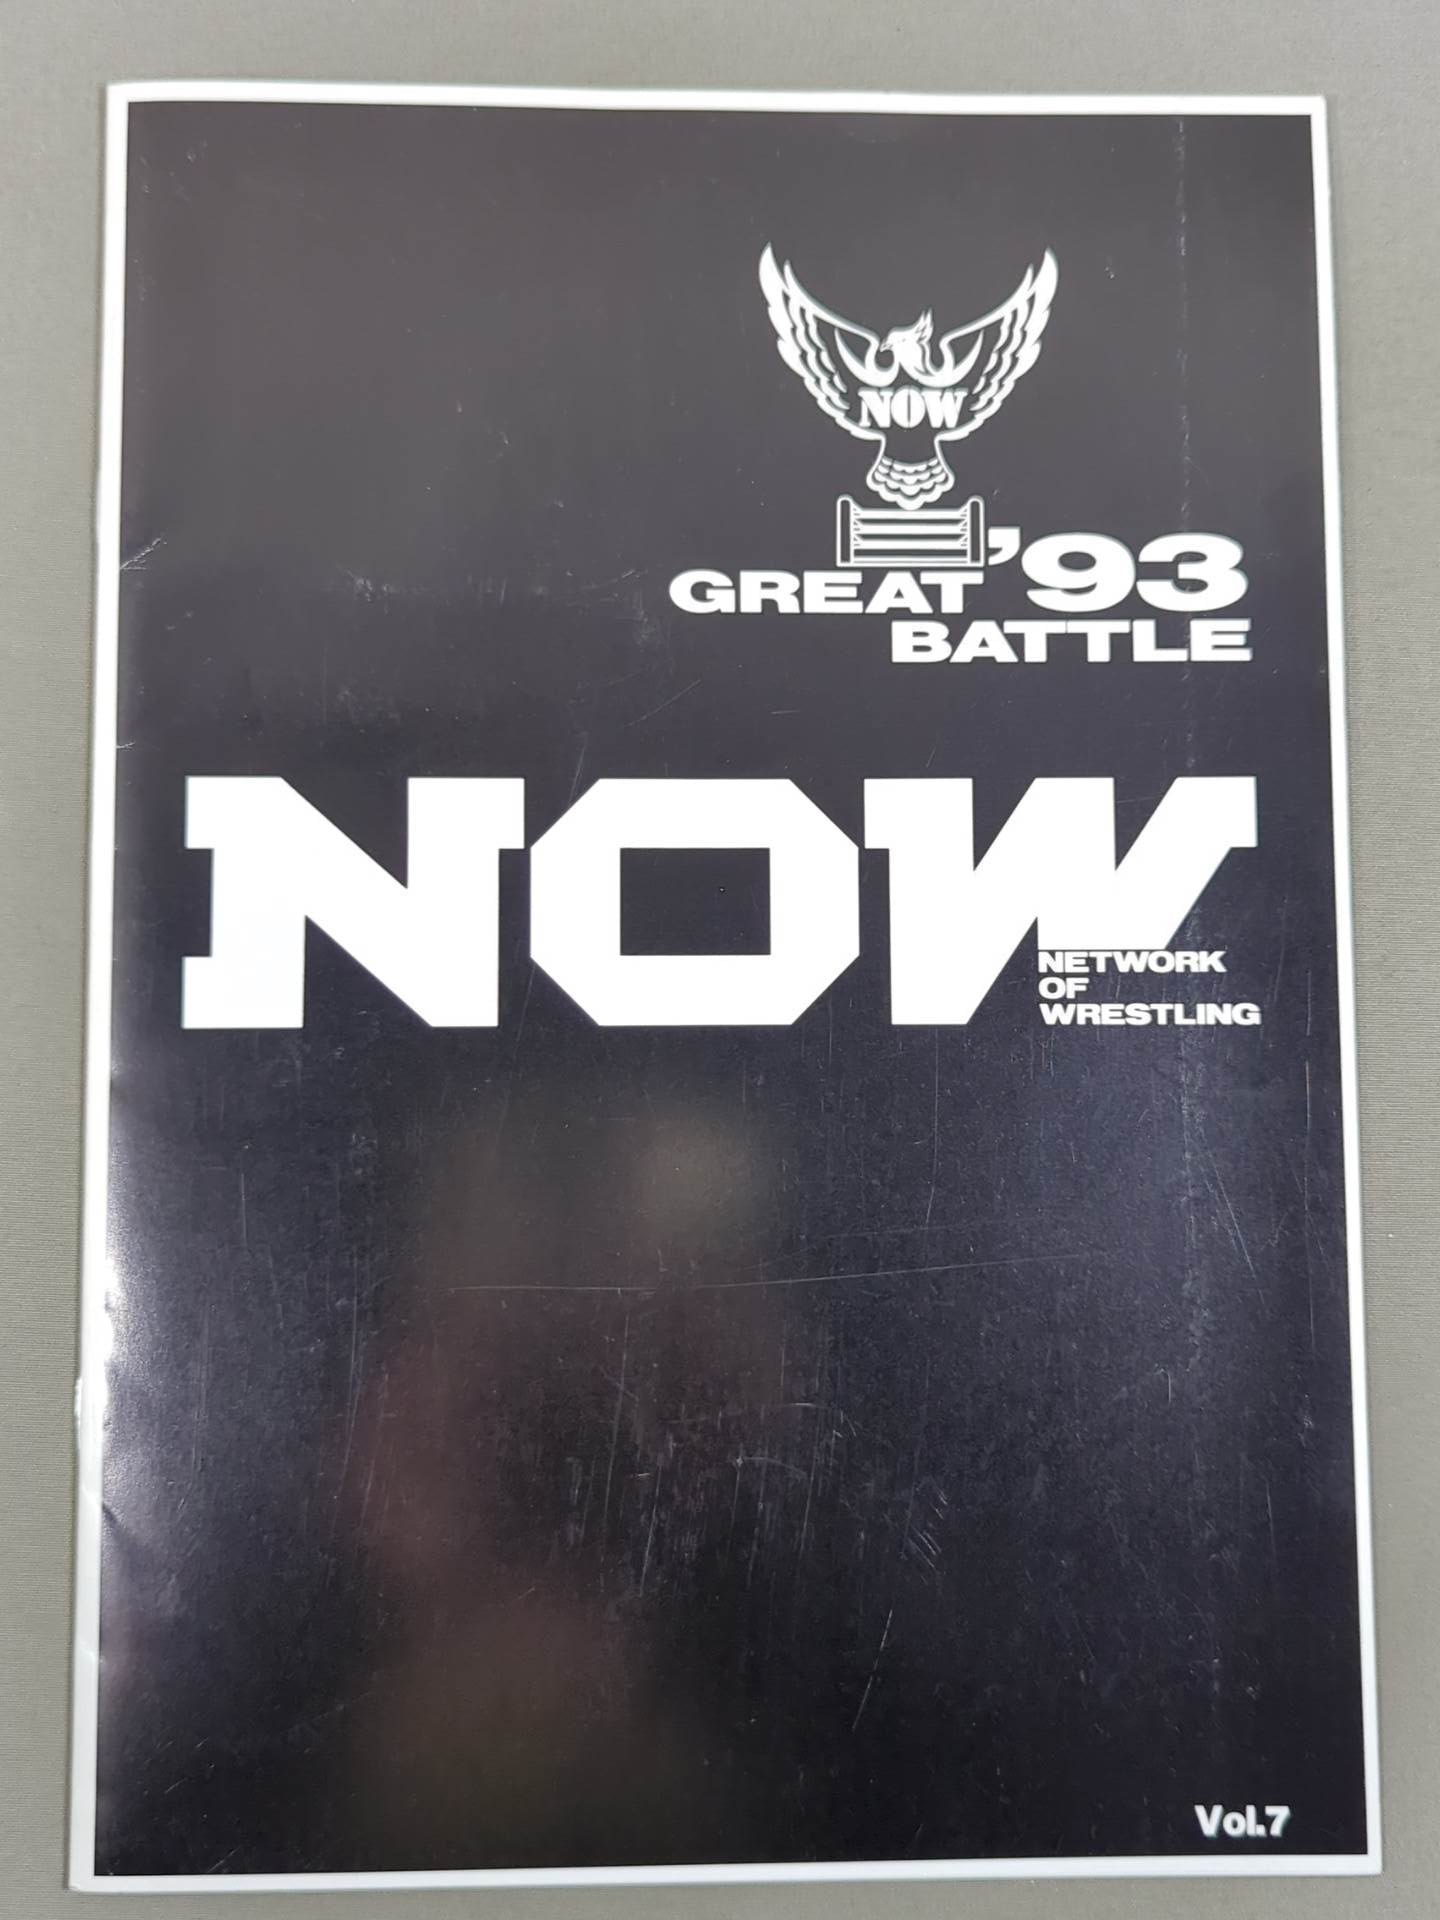 NOW
GREAT '93
BATTLE
NOW
NETWORK
OF
WRESTLING
Vol.7